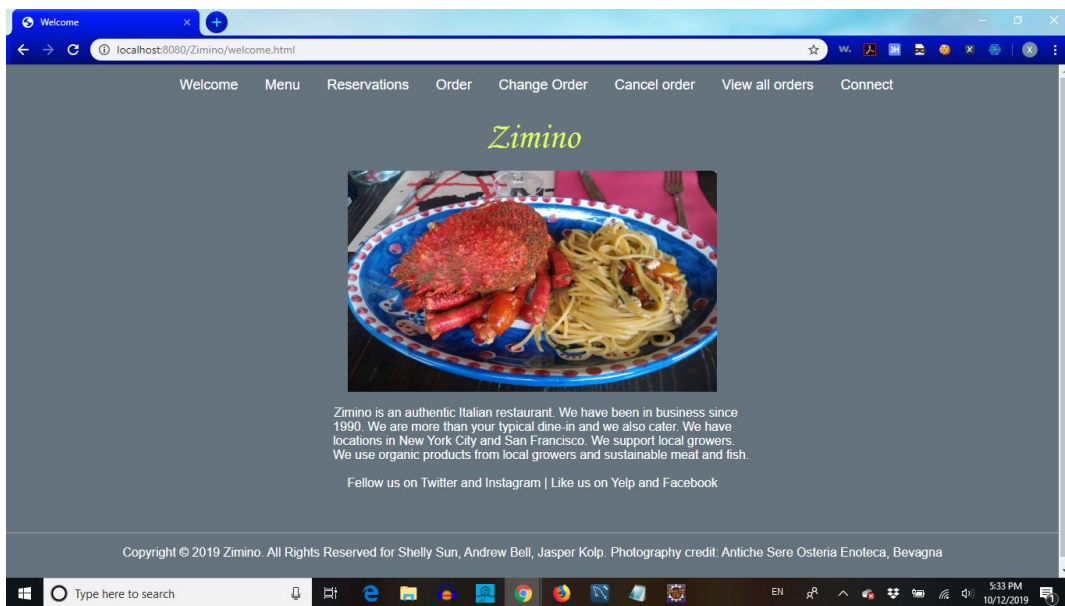 Welcome
localhost:8080/Zimino/welcome.html
W.
JH
X
X
Welcome Menu Reservations Order Change Order Cancel order View all orders Connect
Zimino
Zimino is an authentic Italian restaurant. We have been in business since
1990. We are more than your typical dine-in and we also cater. We have
locations in New York City and San Francisco. We support local growers.
We use organic products from local growers and sustainable meat and fish.
Fellow us on Twitter and Instagram | Like us on Yelp and Facebook
Copyright © 2019 Zimino. All Rights Reserved for Shelly Sun, Andrew Bell, Jasper Kolp. Photography credit: Antiche Sere Osteria Enoteca, Bevagna
Type here to search
EN
5:33 PM
10/12/2019